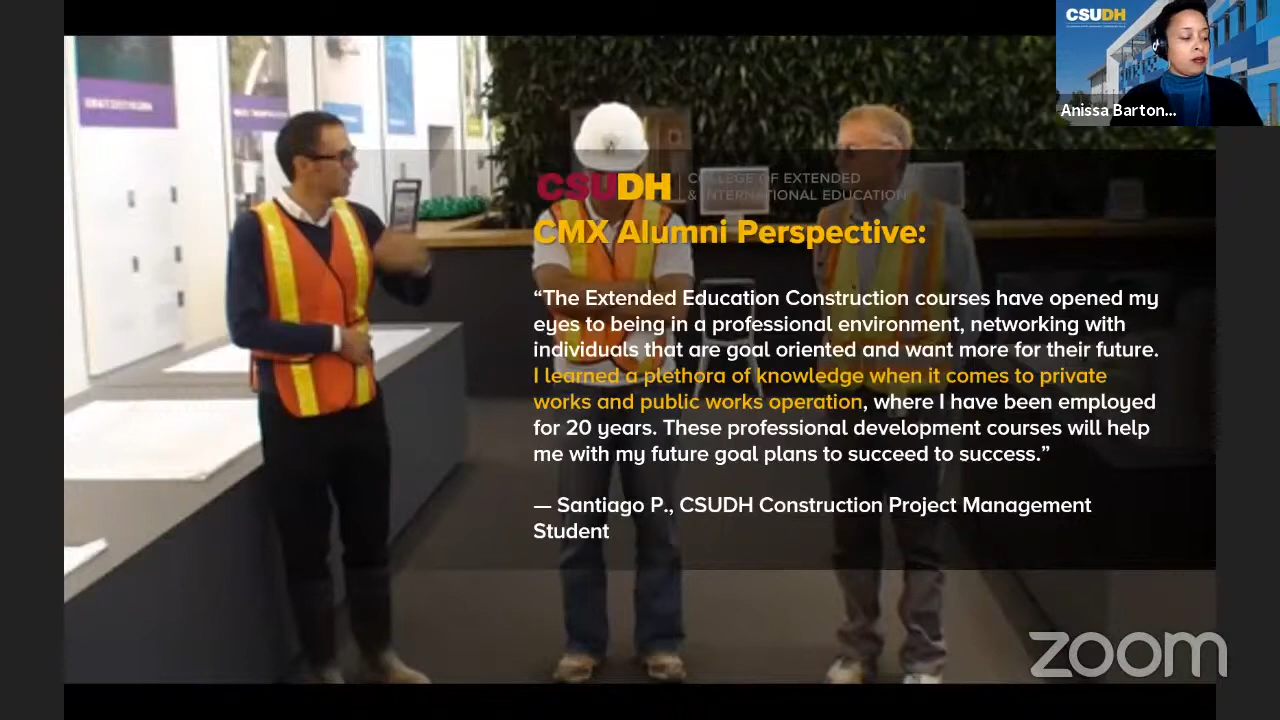 CSUDH
Anissa Barton...
CSUDH
COLLEGE OF EXTENDED
& INTERNATIONAL EDUCATION
CMX Alumni Perspective:
“The Extended Education Construction courses have opened my
eyes to being in a professional environment, networking with
individuals that are goal oriented and want more for their future.
I learned a plethora of knowledge when it comes to private
works and public works operation, where I have been employed
for 20 years. These professional development courses will help
me with my future goal plans to succeed to success.”
— Santiago P., CSUDH Construction Project Management
Student
zoom